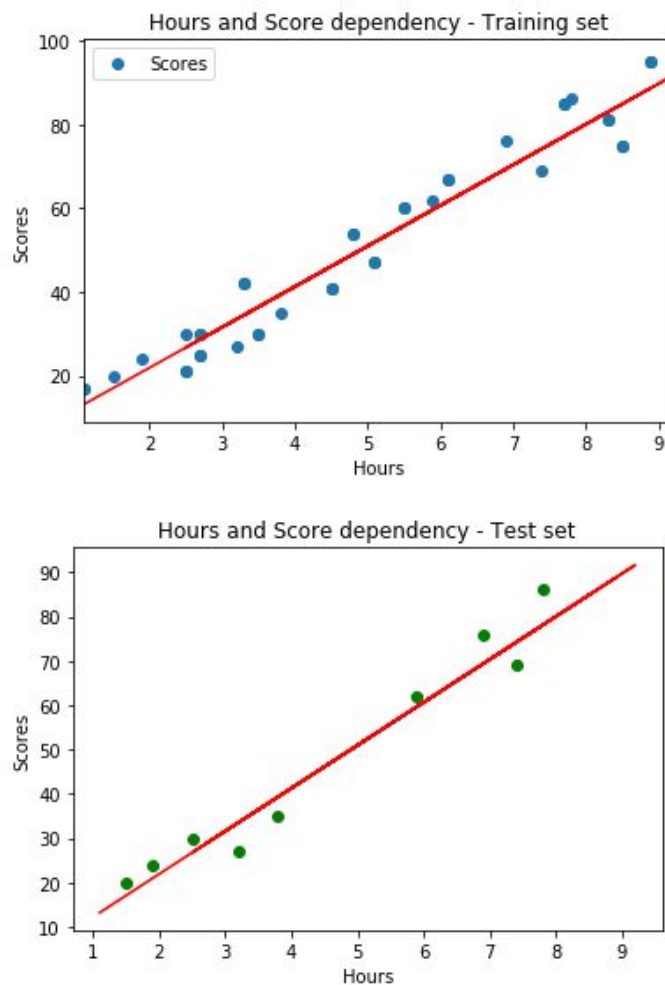 Hours and Score dependency - Training set
100
Scores
80
60
Scores
40
20
2 3 4 5 6 7 8 9
Hours
Hours and Score dependency - Test set
90
80
70
60
Scores
50
40
30
20
10
1 2 3 4 5 6 7 8 9
Hours